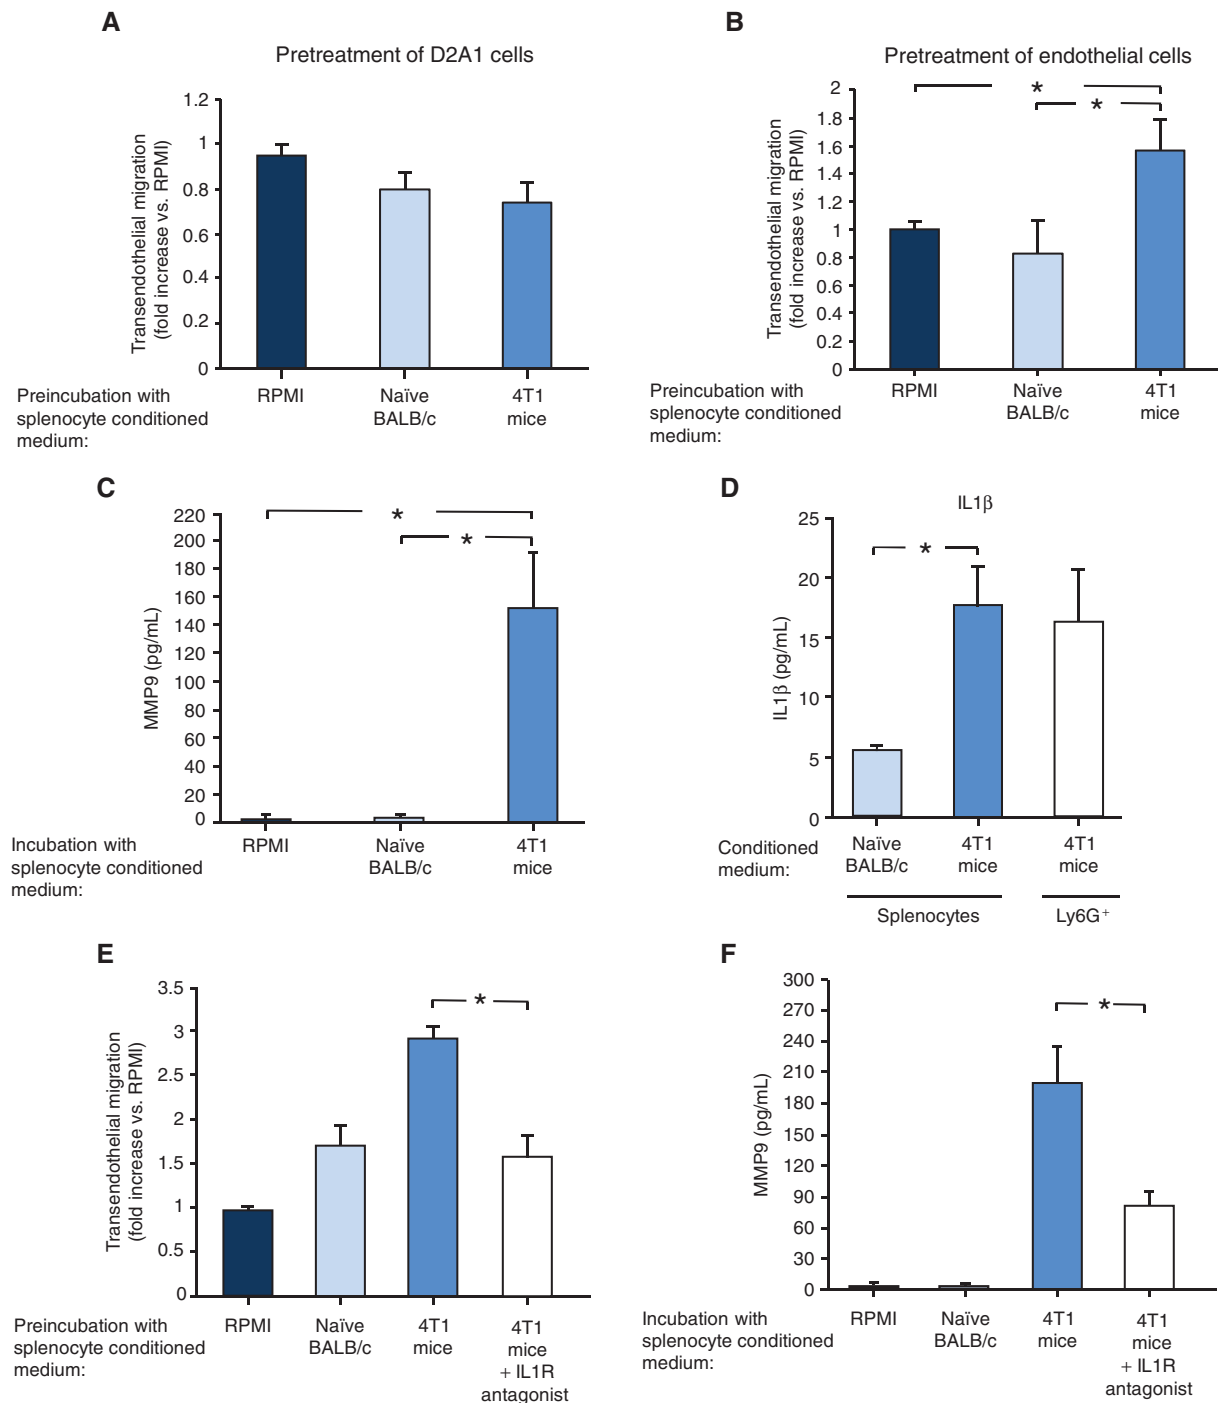 A
Pretreatment of D2A1 cells
Transendothelial migration
(fold increase vs. RPMI)
1.2
1
0.8
0.6
0.4
0.2
0
Preincubation with
splenocyte conditioned
medium:
RPMI
Naïve
BALB/c
4T1
mice
B
Pretreatment of endothelial cells
Transendothelial migration
(fold increase vs. RPMI)
2
1.8
1.6
1.4
1.2
1
0.8
0.6
0.4
0.2
0
*
*
Preincubation with
splenocyte conditioned
medium:
RPMI
Naïve
BALB/c
4T1
mice
C
MMP9 (pg/mL)
220
200
180
160
140
120
100
80
60
40
20
0
*
*
Incubation with
splenocyte conditioned
medium:
RPMI
Naïve
BALB/c
4T1
mice
D
IL1β
IL1β (pg/mL)
25
20
15
10
5
0
*
Conditioned
medium:
Naïve
BALB/c
4T1
mice
4T1
mice
Splenocytes
Ly6G+
E
Transendothelial migration
(fold increase vs. RPMI)
3.5
3
2.5
2
1.5
1
0.5
0
*
Preincubation with
splenocyte conditioned
medium:
RPMI
Naïve
BALB/c
4T1
mice
4T1
mice
+ IL1R
antagonist
F
MMP9 (pg/mL)
300
270
240
210
180
150
120
90
60
30
0
*
Incubation with
splenocyte conditioned
medium:
RPMI
Naïve
BALB/c
4T1
mice
4T1
mice
+ IL1R
antagonist